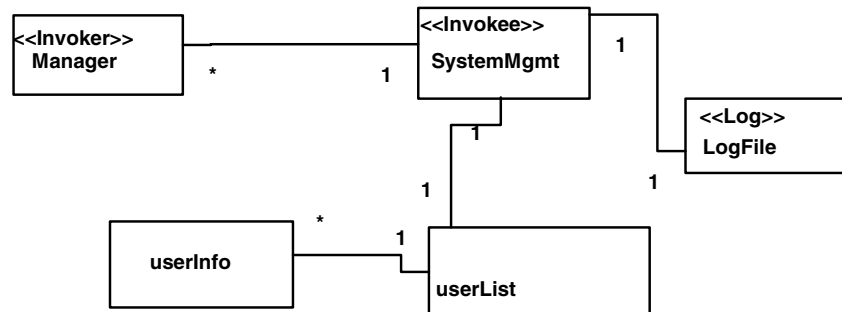 <<Invoker>>
Manager
*
1
<<Invokee>>
SystemMgmt
1
<<Log>>
LogFile
1
1
1
userInfo
*
1
userList